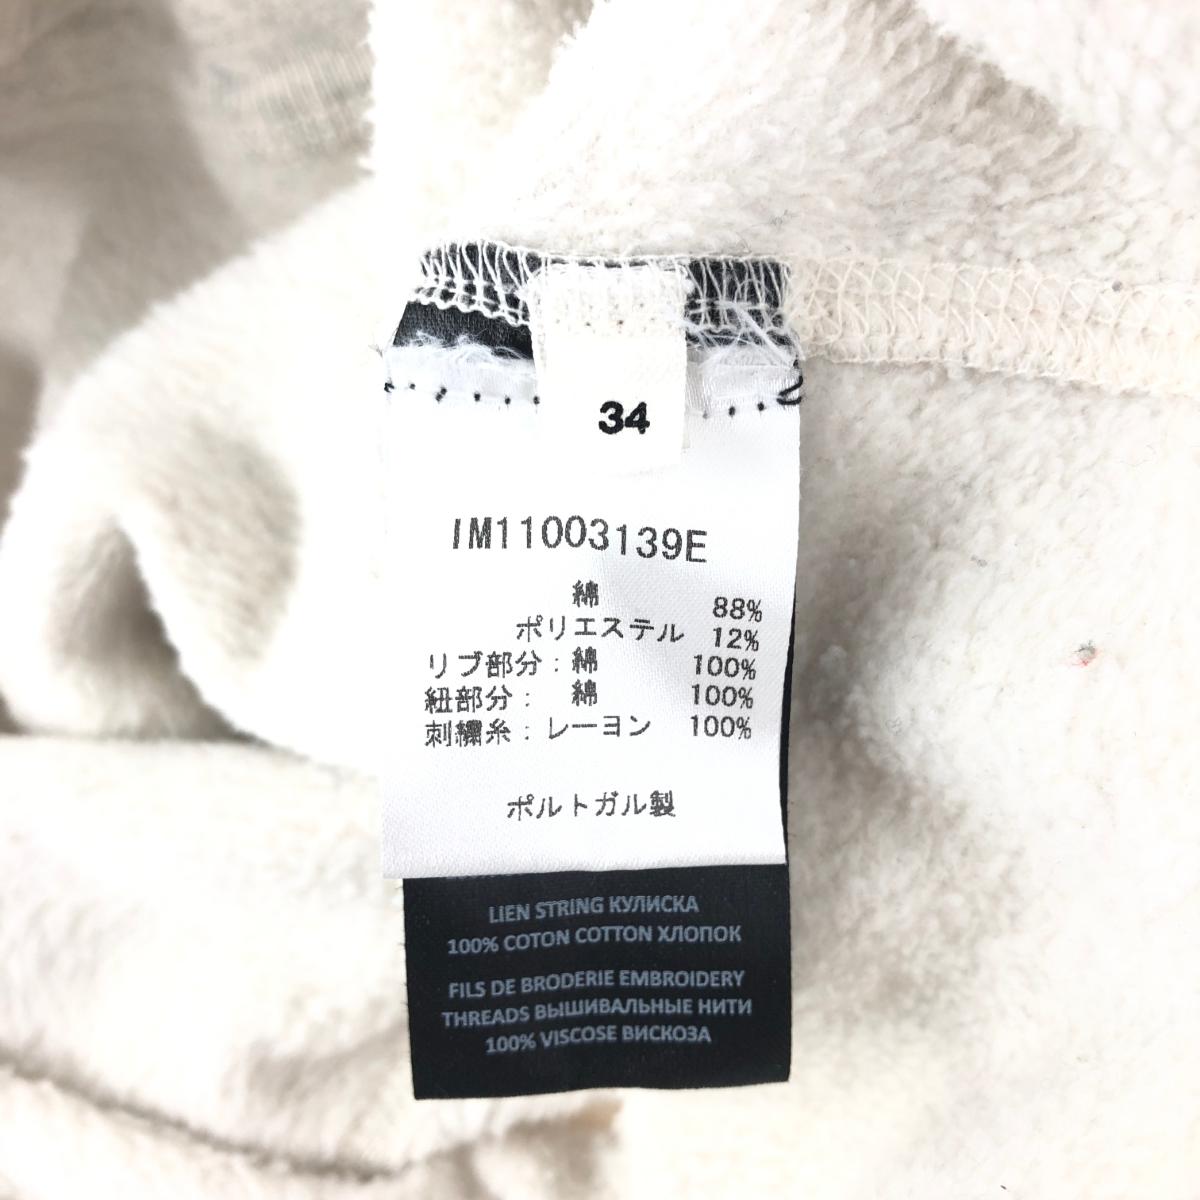 34
IM11003139E
綿 88%
ポリエステル 12%
リブ部分：綿 100%
紐部分：綿 100%
刺繍糸：レーヨン 100%
ポルトガル製
LIEN STRING КУЛИСКА
100% COTON COTTON ХЛОПОК
FILS DE BRODERIE EMBROIDERY
THREADS ВЫШИВАЛЬНЫЕ НИТИ
100% VISCOSE ВИСКОЗА